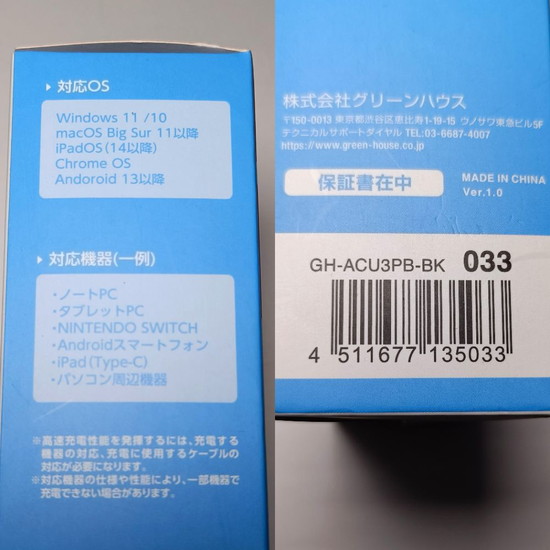 ▶ 対応OS
Windows 11 /10
macOS Big Sur 11以降
iPadOS (14以降)
Chrome OS
Andoroid 13以降
▶ 対応機器(一例)
・ノートPC
・タブレットPC
・NINTENDO SWITCH
・Androidスマートフォン
・iPad(Type-C)
・パソコン周辺機器
※高速充電性能を発揮するには、充電する
機器の対応、充電に使用するケーブルの
対応が必要になります。
※対応機器の仕様や性能により、一部機器で
充電できない場合があります。
株式会社グリーンハウス
〒150-0013 東京都渋谷区恵比寿1-19-15 ウノサワ東急ビル5F
テクニカルサポートダイヤル TEL:03-6687-4007
https://www.green-house.co.jp
保証書在中
MADE IN CHINA
Ver.1.0
GH-ACU3PB-BK 033
4 511677 135033